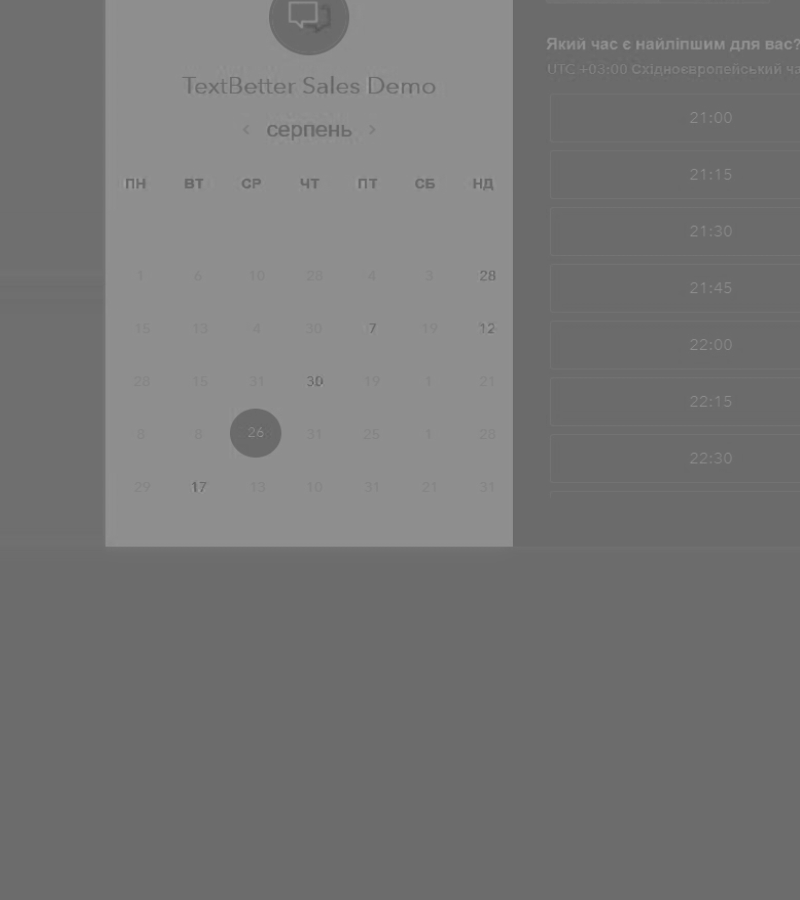 TextBetter Sales Demo
‹ серпень ›
ПН ВТ СР ЧТ ПТ СБ НД
1 6 10 28 4 3 28
15 13 4 30 7 19 12
28 15 31 30 19 1 21
8 8 26 31 25 1 28
29 17 13 10 31 21 31
Який час є найліпшим для вас?
UTC +03:00 Східноєвропейський
21:00
21:15
21:30
21:45
22:00
22:15
22:30